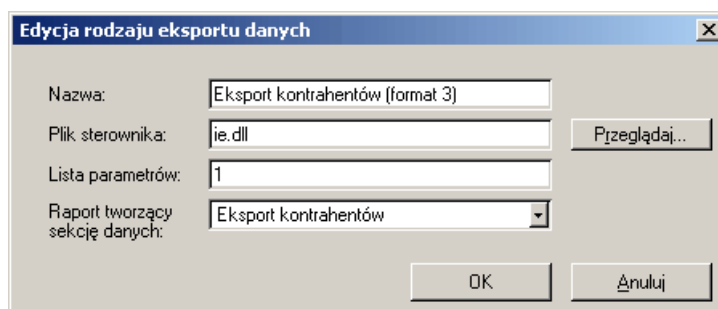 Edycja rodzaju eksportu danych
Nazwa: Eksport kontrahentów (format 3)
Plik sterownika: ie.dll Przeglądaj...
Lista parametrów: 1
Raport tworzący
sekcję danych: Eksport kontrahentów
OK Anuluj